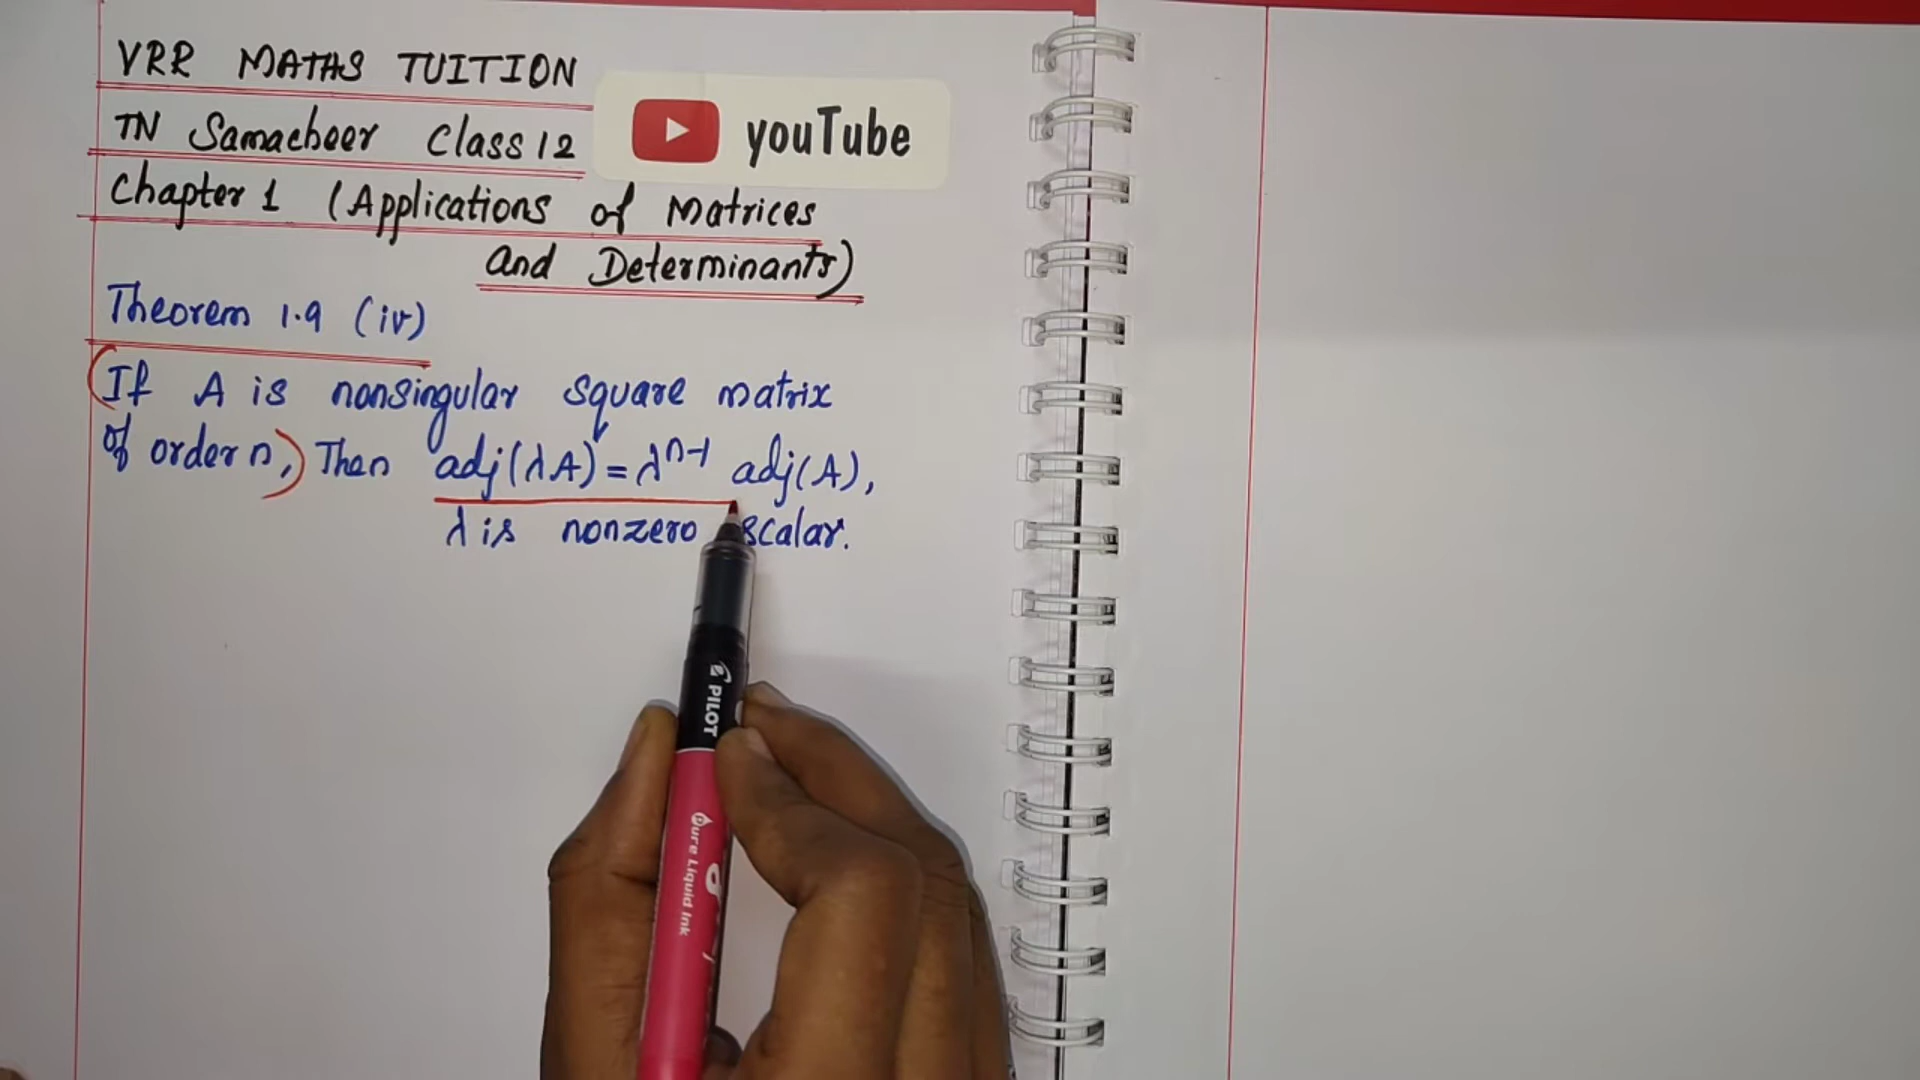 VRR MATHS TUITION
TN Samacheer Class 12
youTube
Chapter 1 (Applications of Matrices
And Determinants)
Theorem 1.9 (iv)
(If A is nonsingular square matrix
of order n,) Then adj(λA) = λⁿ⁻¹ adj(A),
λ is nonzero scalar.
PILOT
Pure Liquid Ink